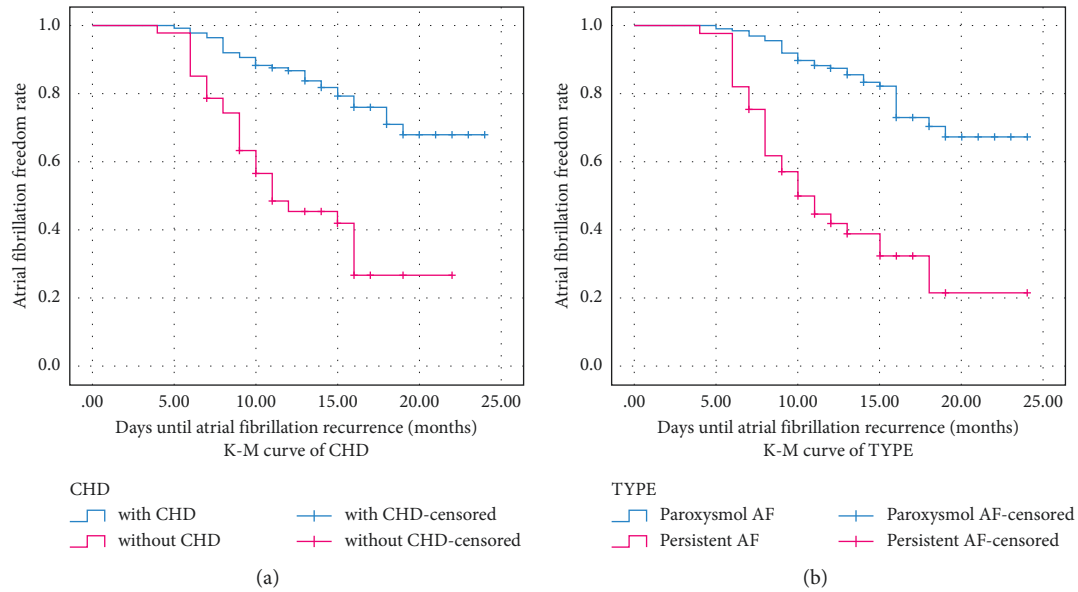 1.0
0.8
0.6
0.4
0.2
0.0
Atrial fibrillation freedom rate
.00 5.00 10.00 15.00 20.00 25.00
Days until atrial fibrillation recurrence (months)
K-M curve of CHD
CHD
with CHD with CHD-censored
without CHD without CHD-censored
(a)
1.0
0.8
0.6
0.4
0.2
0.0
Atrial fibrillation freedom rate
.00 5.00 10.00 15.00 20.00 25.00
Days until atrial fibrillation recurrence (months)
K-M curve of TYPE
TYPE
Paroxysmol AF Paroxysmol AF-censored
Persistent AF Persistent AF-censored
(b)